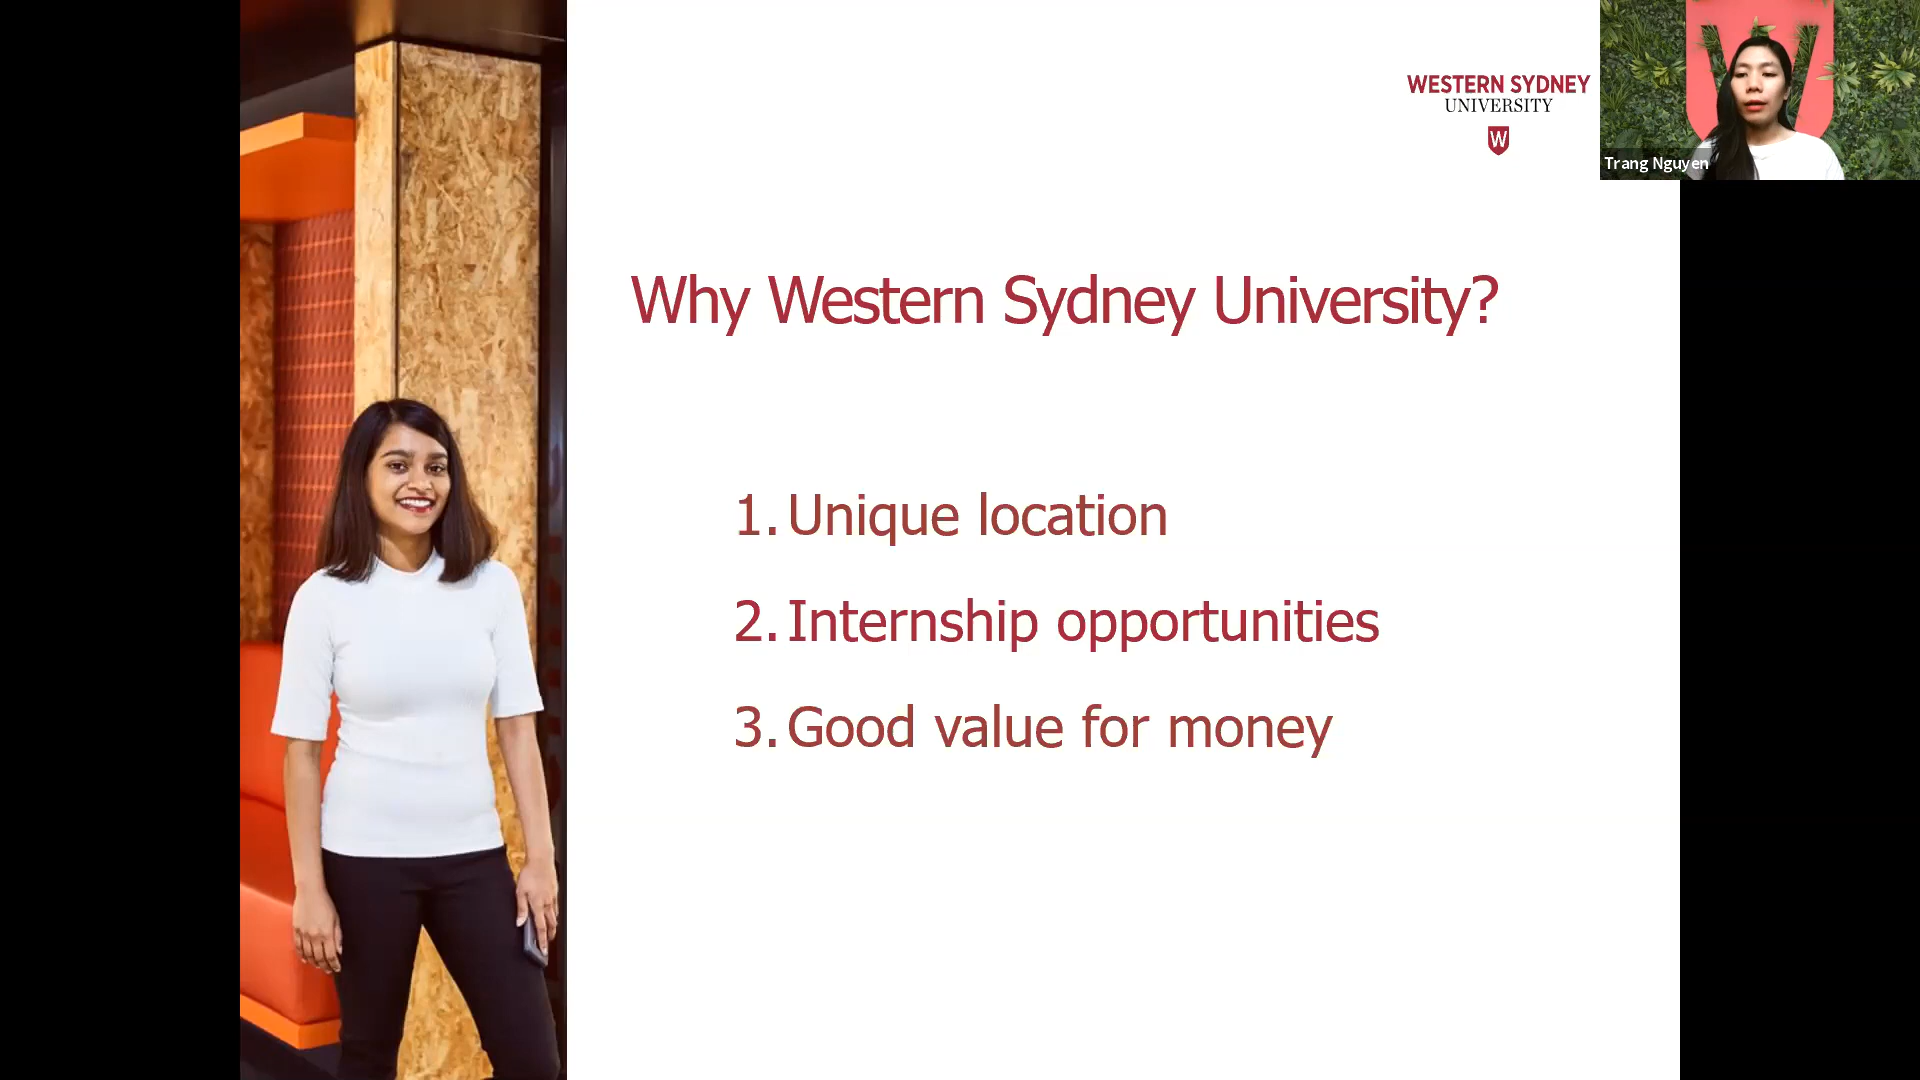 WESTERN SYDNEY
UNIVERSITY
W
W
Trang Nguyen
Why Western Sydney University?
1. Unique location
2. Internship opportunities
3. Good value for money